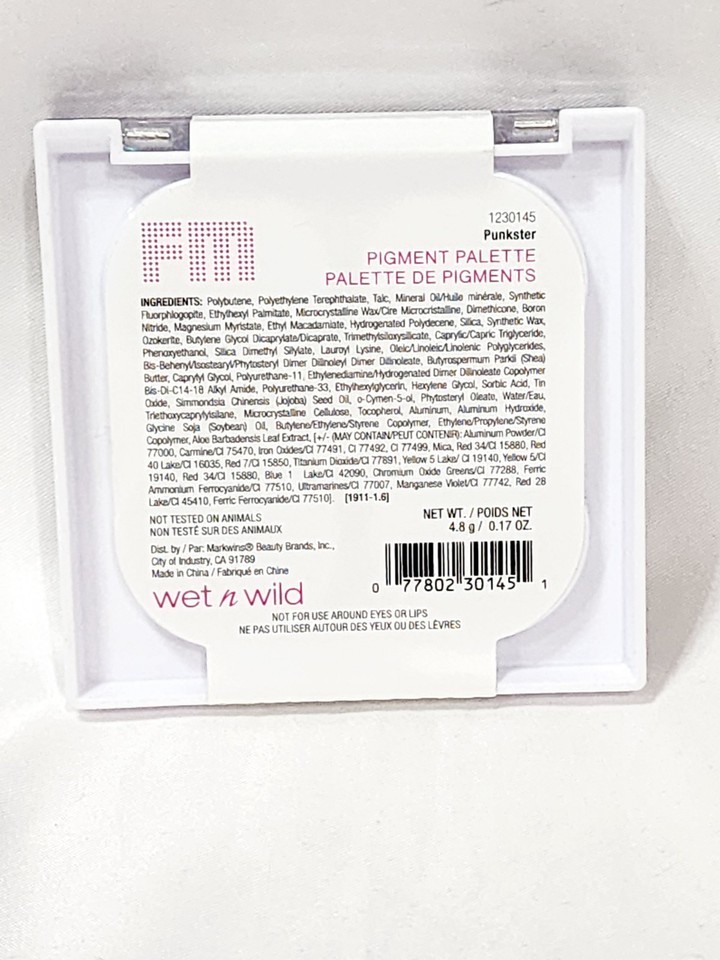 FM
1230145
Punkster
PIGMENT PALETTE
PALETTE DE PIGMENTS
INGREDIENTS: Polybutene, Polyethylene Terephthalate, Talc, Mineral Oil/Huile minérale, Synthetic
Fluorphlogopite, Ethylhexyl Palmitate, Microcrystalline Wax/Cire Microcristalline, Dimethicone, Boron
Nitride, Magnesium Myristate, Ethyl Macadamiate, Hydrogenated Polydecene, Silica, Synthetic Wax,
Ozokerite, Butylene Glycol Dicaprylate/Dicaprate, Trimethylsiloxysilicate, Caprylic/Capric Triglyceride,
Phenoxyethanol, Silica Dimethyl Silylate, Lauroyl Lysine, Oleic/Linoleic/Linolenic Polyglycerides,
Bis-Behenyl/Isostearyl/Phytosteryl Dimer Dilinoleyl Dimer Dilinoleate, Butyrospermum Parkii (Shea)
Butter, Caprylyl Glycol, Polyurethane-11, Ethylenediamine/Hydrogenated Dimer Dilinoleate Copolymer
Bis-Di-C14-18 Alkyl Amide, Polyurethane-33, Ethylhexylglycerin, Hexylene Glycol, Sorbic Acid, Tin
Oxide, Simmondsia Chinensis (Jojoba) Seed Oil, o-Cymen-5-ol, Phytosteryl Oleate, Water/Eau,
Triethoxycaprylylsilane, Microcrystalline Cellulose, Tocopherol, Aluminum, Aluminum Hydroxide,
Glycine Soja (Soybean) Oil, Butylene/Ethylene/Styrene Copolymer, Ethylene/Propylene/Styrene
Copolymer, Aloe Barbadensis Leaf Extract, [+/- (MAY CONTAIN/PEUT CONTENIR): Aluminum Powder/CI
77000, Carmine/CI 75470, Iron Oxides/CI 77491, CI 77492, CI 77499, Mica, Red 34/CI 15880, Red
40 Lake/CI 16035, Red 7/CI 15850, Titanium Dioxide/CI 77891, Yellow 5 Lake/ CI 19140, Yellow 5/CI
19140, Red 34/CI 15880, Blue 1 Lake/CI 42090, Chromium Oxide Greens/CI 77288, Ferric
Ammonium Ferrocyanide/CI 77510, Ultramarines/CI 77007, Manganese Violet/CI 77742, Red 28
Lake/CI 45410, Ferric Ferrocyanide/CI 77510]. [1911-1.6]
NOT TESTED ON ANIMALS
NON TESTÉ SUR DES ANIMAUX
NET WT. / POIDS NET
4.8 g / 0.17 OZ.
Dist. by / Par: Markwins® Beauty Brands, Inc.,
City of Industry, CA 91789
Made in China / Fabriqué en Chine
0 77802 30145 1
wet n wild
NOT FOR USE AROUND EYES OR LIPS
NE PAS UTILISER AUTOUR DES YEUX OU DES LÈVRES